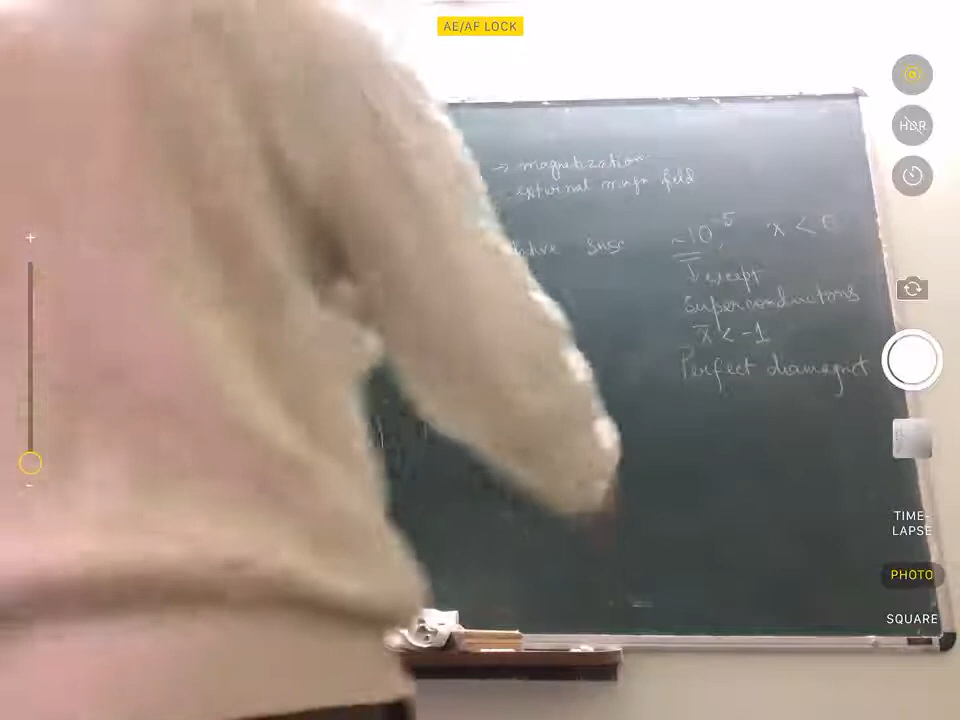 AE/AF LOCK
HDR
→ magnetization
external magn field
ative susc ~10⁻⁵, χ < 0
except
Superconductors
χ < -1
Perfect diamagnet
TIME-
LAPSE
PHOTO
SQUARE